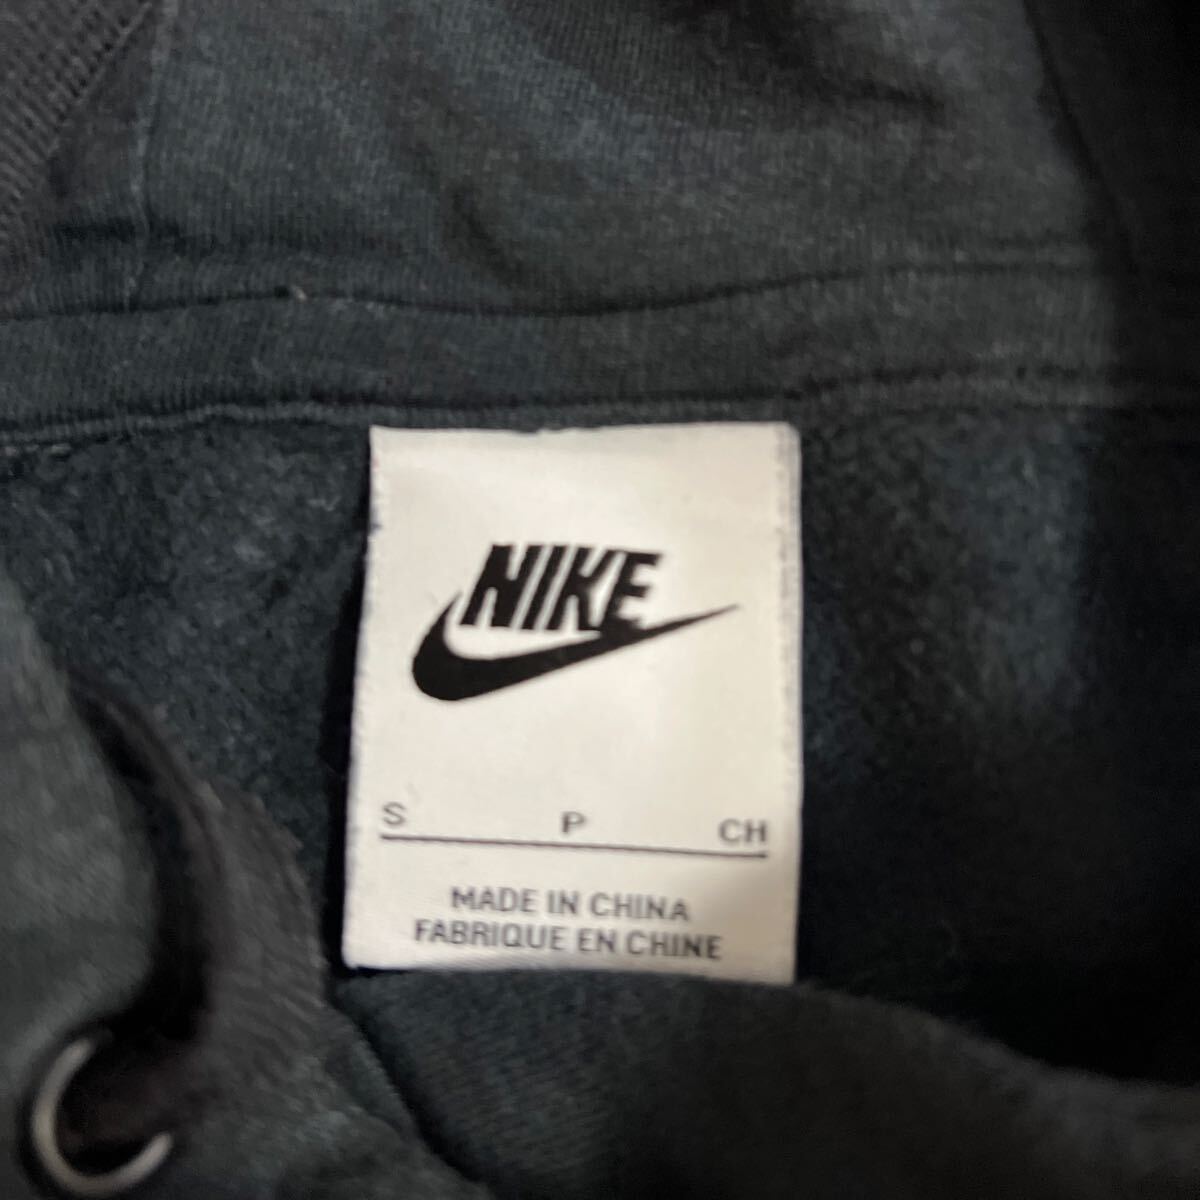 NIKE
S P CH
MADE IN CHINA
FABRIQUE EN CHINE